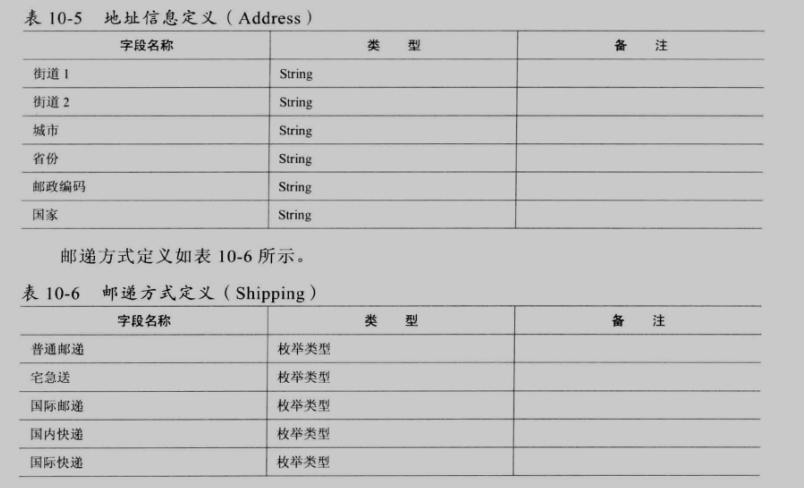 表 10-5 地址信息定义（Address）
字段名称 类 型 备 注
街道 1 String
街道 2 String
城市 String
省份 String
邮政编码 String
国家 String
邮递方式定义如表 10-6 所示。
表 10-6 邮递方式定义（Shipping）
字段名称 类 型 备 注
普通邮递 枚举类型
宅急送 枚举类型
国际邮递 枚举类型
国内快递 枚举类型
国际快递 枚举类型